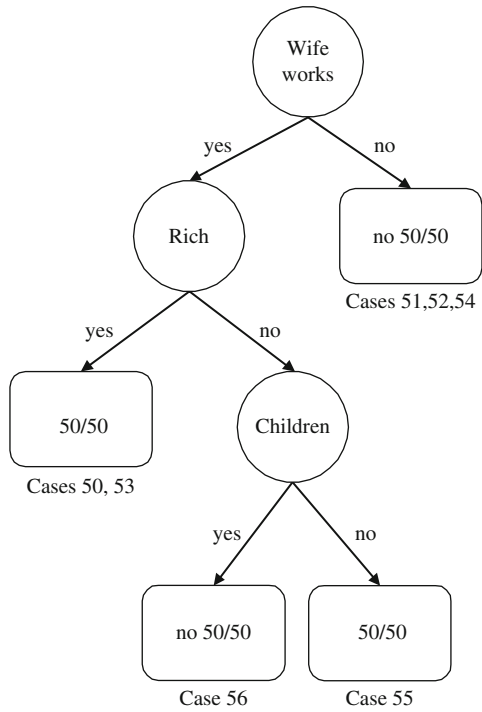 Wife
works
yes
no
Rich
no 50/50
Cases 51,52,54
yes
no
50/50
Children
Cases 50, 53
yes
no
no 50/50
50/50
Case 56
Case 55